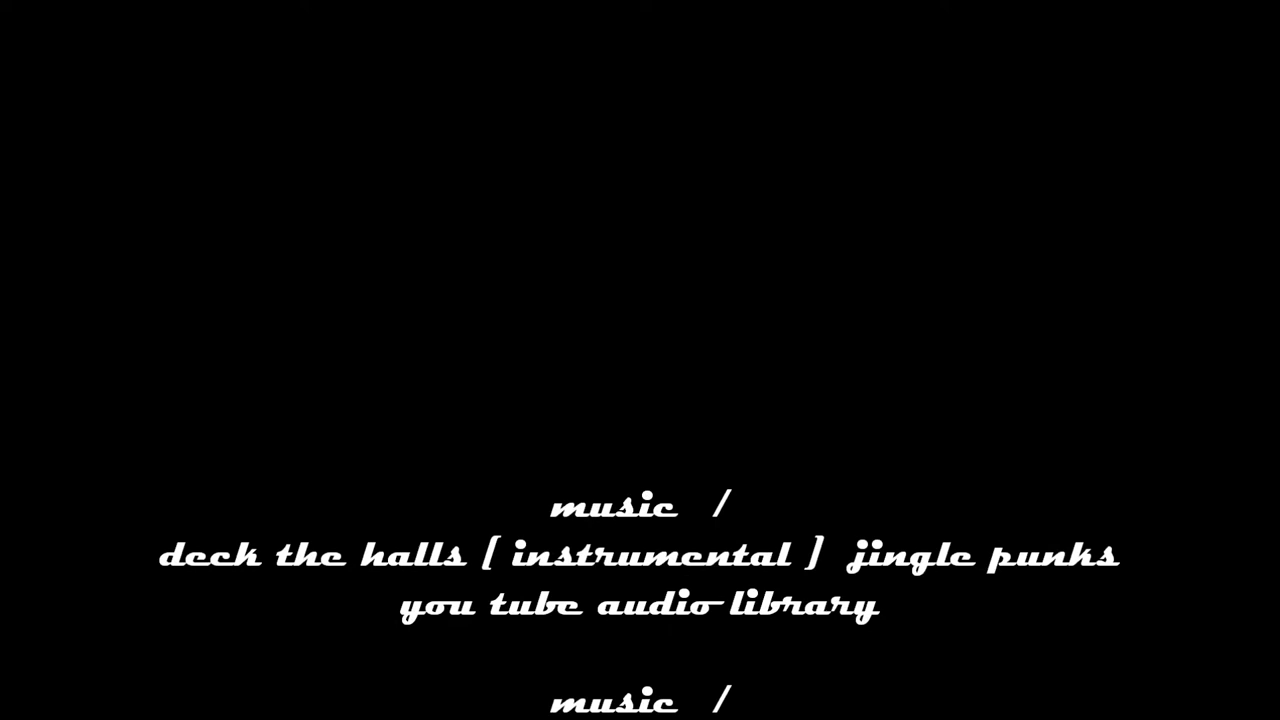 music /
deck the halls ( instrumental ) jingle punks
you tube audio library
music /